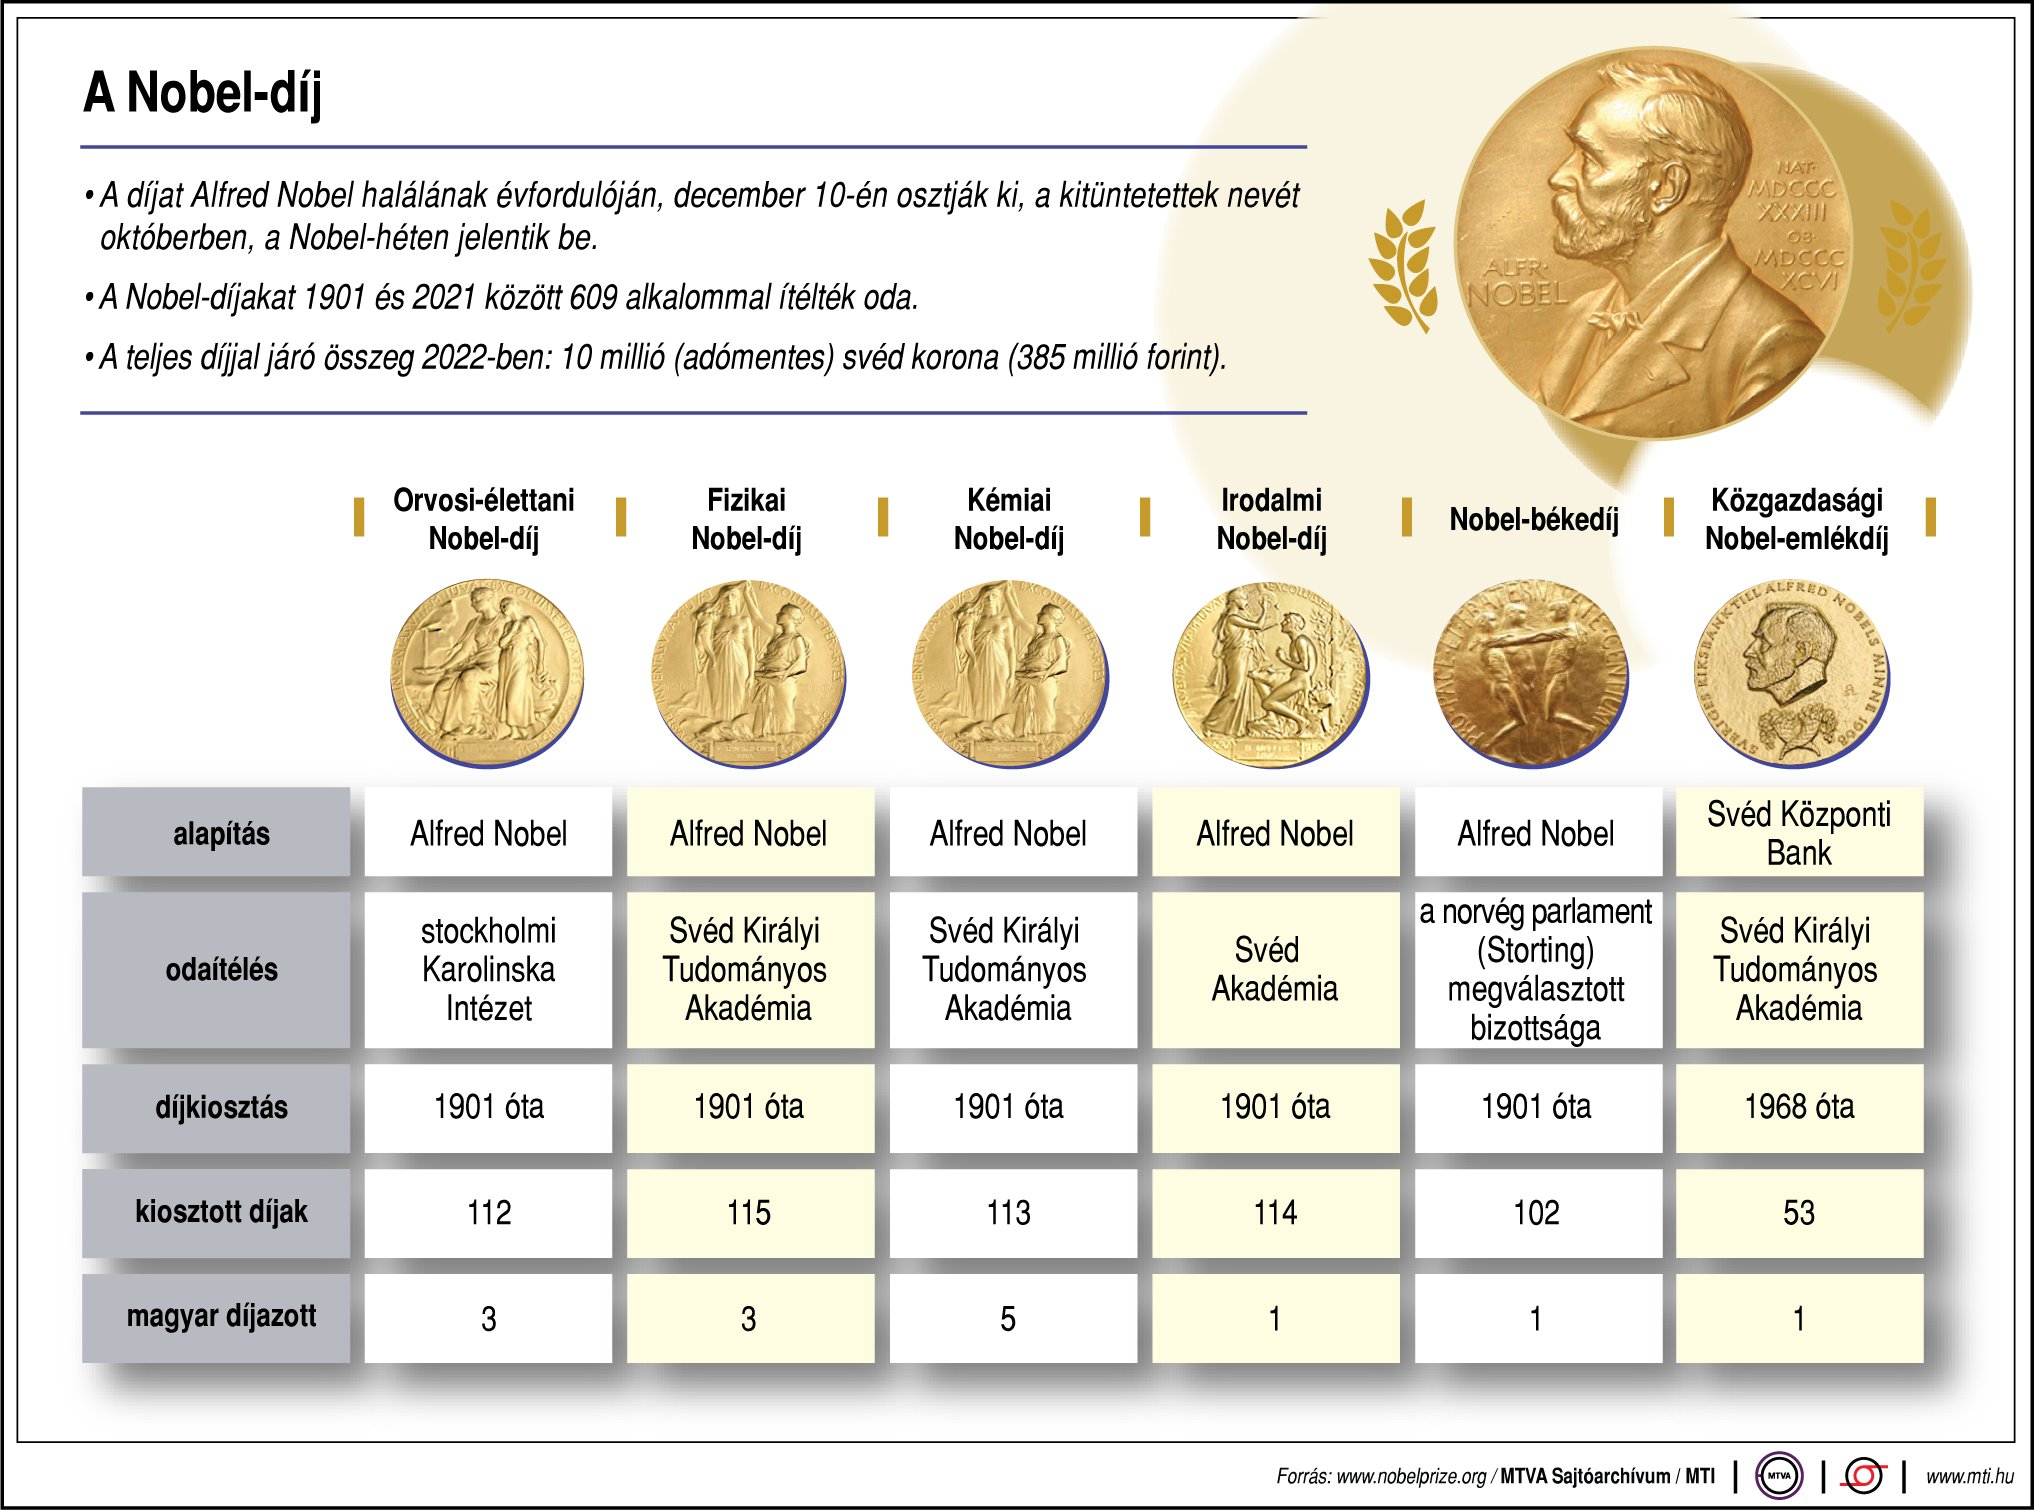 A Nobel-díj
• A díjat Alfred Nobel halálának évfordulóján, december 10-én osztják ki, a kitüntetettek nevét
októberben, a Nobel-héten jelentik be.
• A Nobel-díjakat 1901 és 2021 között 609 alkalommal ítélték oda.
• A teljes díjjal járó összeg 2022-ben: 10 millió (adómentes) svéd korona (385 millió forint).
ALFR·
NOBEL
NAT·
MDCCC
XXXIII
OB·
MDCCC
XCVI
Orvosi-élettani
Nobel-díj
Fizikai
Nobel-díj
Kémiai
Nobel-díj
Irodalmi
Nobel-díj
Nobel-békedíj
Közgazdasági
Nobel-emlékdíj
SVERIGES RIKSBANK TILL ALFRED NOBELS MINNE 1968
alapítás
Alfred Nobel
Alfred Nobel
Alfred Nobel
Alfred Nobel
Alfred Nobel
Svéd Központi
Bank
odaítélés
stockholmi
Karolinska
Intézet
Svéd Királyi
Tudományos
Akadémia
Svéd Királyi
Tudományos
Akadémia
Svéd
Akadémia
a norvég parlament
(Storting)
megválasztott
bizottsága
Svéd Királyi
Tudományos
Akadémia
díjkiosztás
1901 óta
1901 óta
1901 óta
1901 óta
1901 óta
1968 óta
kiosztott díjak
112
115
113
114
102
53
magyar díjazott
3
3
5
1
1
1
Forrás: www.nobelprize.org / MTVA Sajtóarchívum / MTI
MTVA
www.mti.hu